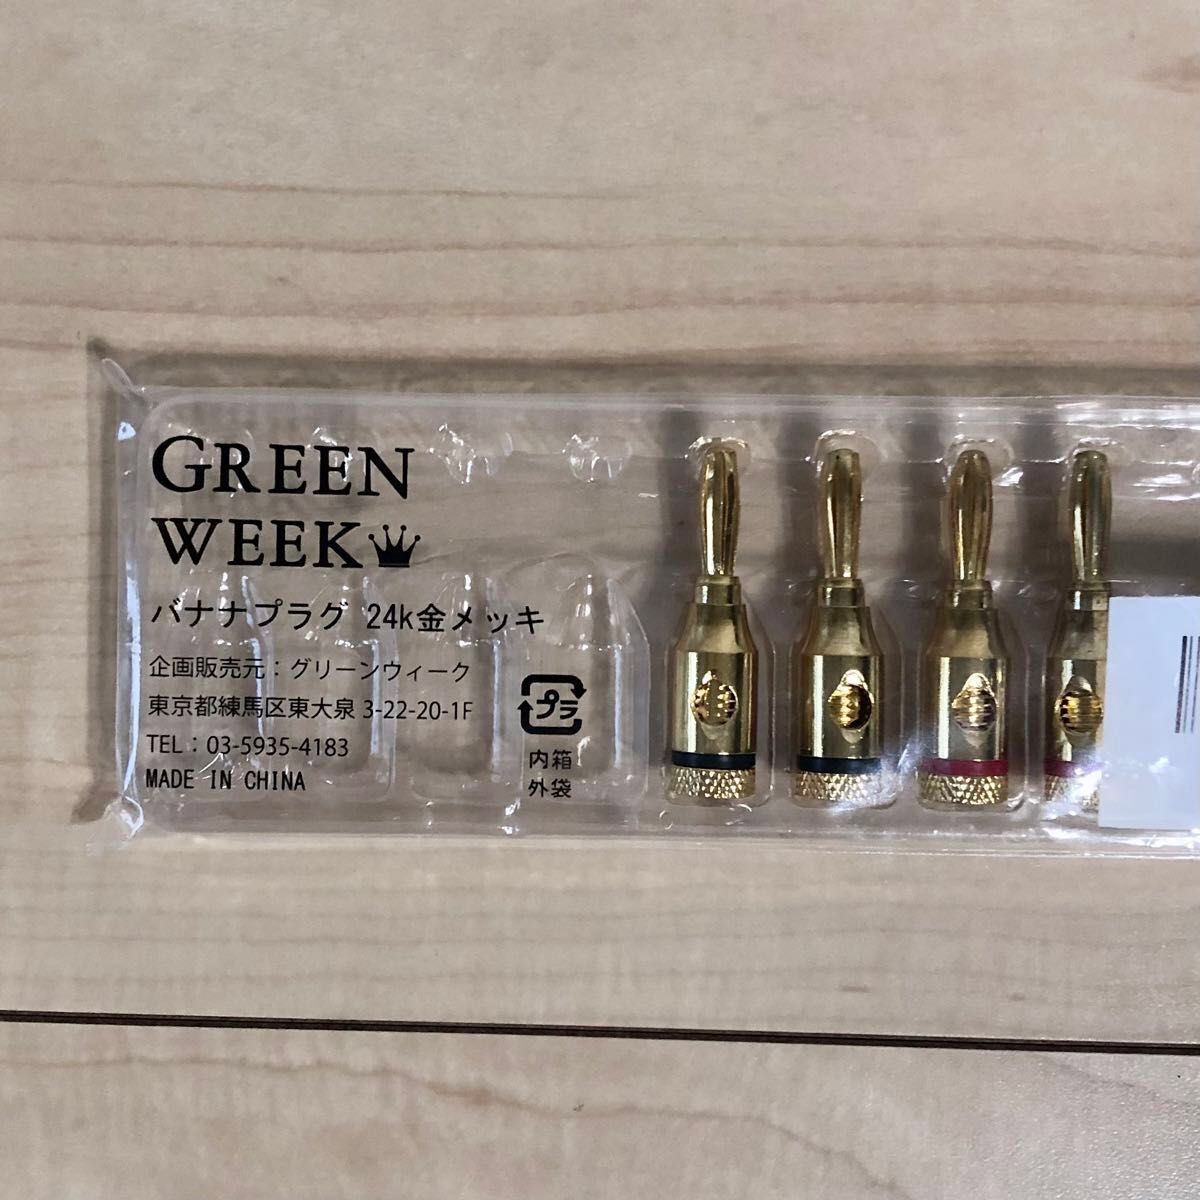 GREEN
WEEK
バナナプラグ 24k金メッキ
企画販売元：グリーンウィーク
東京都練馬区東大泉 3-22-20-1F
TEL：03-5935-4183
MADE IN CHINA
プラ
内箱
外袋